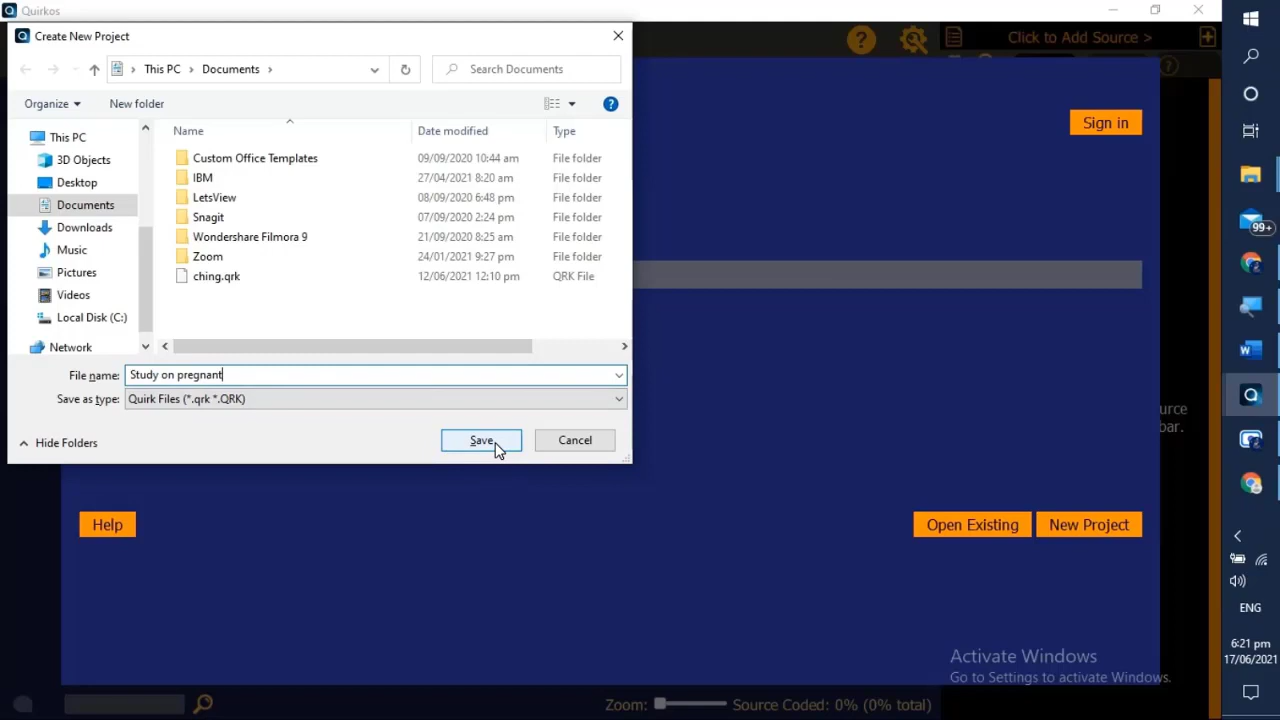 Quirkos
Create New Project
This PC > Documents >
Search Documents
Organize
New folder
Name
Date modified
Type
This PC
3D Objects
Desktop
Documents
Downloads
Music
Pictures
Videos
Local Disk (C:)
Network
Custom Office Templates 09/09/2020 10:44 am File folder
IBM 27/04/2021 8:20 am File folder
LetsView 08/09/2020 6:48 pm File folder
Snagit 07/09/2020 2:24 pm File folder
Wondershare Filmora 9 21/09/2020 8:25 am File folder
Zoom 24/01/2021 9:27 pm File folder
ching.qrk 12/06/2021 12:10 pm QRK File
File name: Study on pregnant
Save as type: Quirk Files (*.qrk *.QRK)
Hide Folders
Save
Cancel
Click to Add Source >
Sign in
urce
bar.
Help
Open Existing
New Project
Activate Windows
Go to Settings to activate Windows.
Zoom:
Source Coded: 0% (0% total)
99+
ENG
6:21 pm
17/06/2021